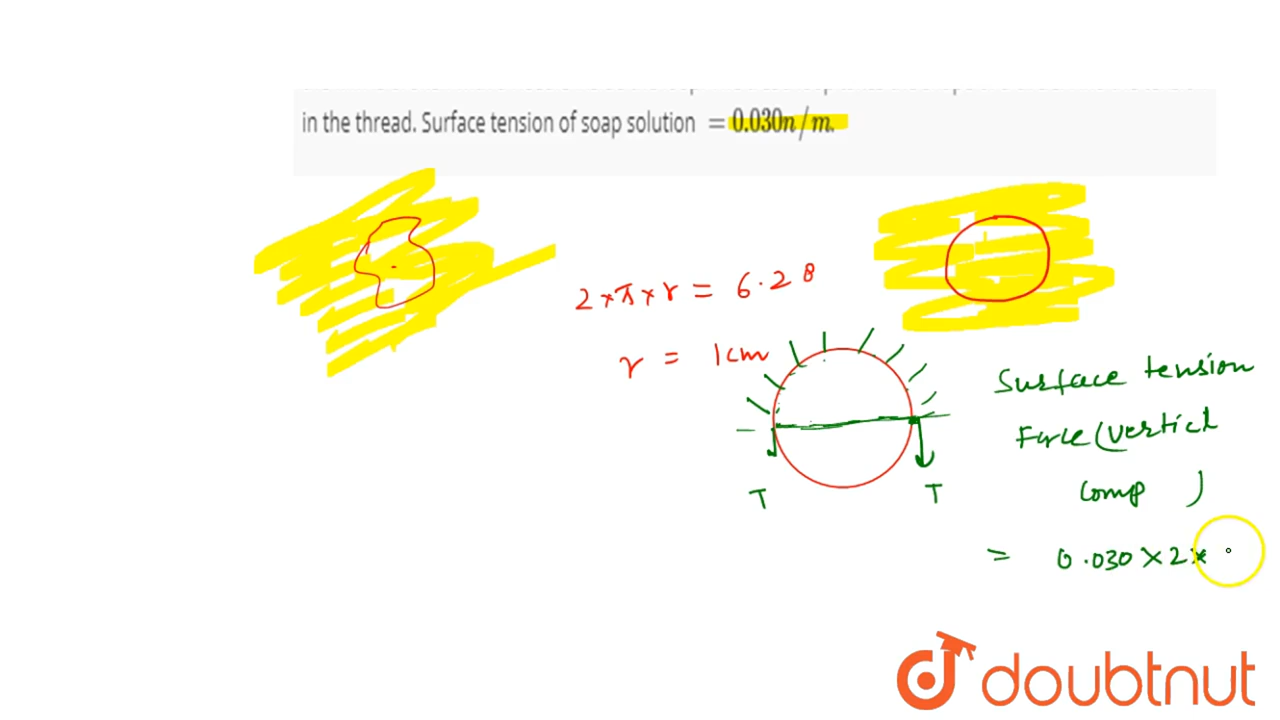 in the thread. Surface tension of soap solution = 0.030n/m.
2×π×r = 6.28
r = 1cm
Surface tension
Force (vertical
comp )
T T
= 0.030×2×
doubtnut